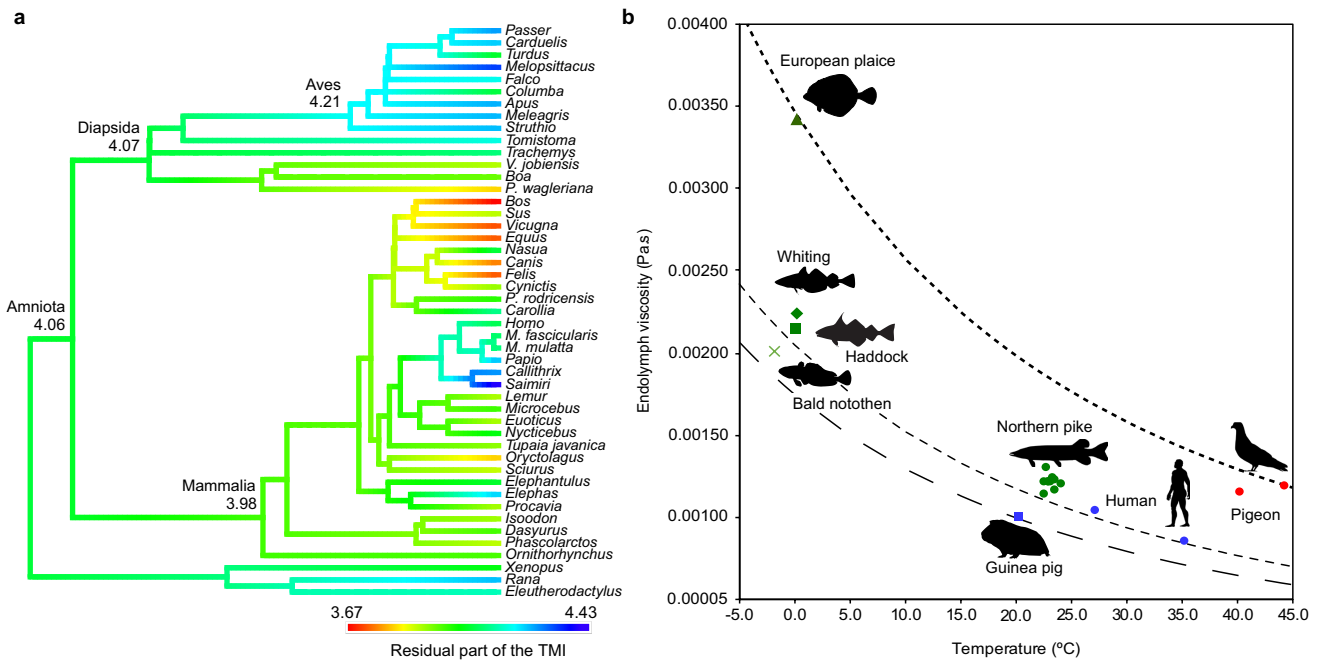 a
Passer
Carduelis
Turdus
Melopsittacus
Falco
Columba
Apus
Meleagris
Struthio
Tomistoma
Trachemys
V. jobiensis
Boa
P. wagleriana
Bos
Sus
Vicugna
Equus
Nasua
Canis
Felis
Cynictis
P. rodricensis
Carollia
Homo
M. fascicularis
M. mulatta
Papio
Callithrix
Saimiri
Lemur
Microcebus
Euoticus
Nycticebus
Tupaia javanica
Oryctolagus
Sciurus
Elephantulus
Elephas
Procavia
Isoodon
Dasyurus
Phascolarctos
Ornithorhynchus
Xenopus
Rana
Eleutherodactylus
Aves
4.21
Diapsida
4.07
Amniota
4.06
Mammalia
3.98
3.67 4.43
Residual part of the TMI
b
Endolymph viscosity (Pa.s)
0.00400
0.00350
0.00300
0.00250
0.00200
0.00150
0.00100
0.00005
European plaice
Whiting
Haddock
Bald notothen
Northern pike
Human
Pigeon
Guinea pig
-5.0 0.0 5.0 10.0 15.0 20.0 25.0 30.0 35.0 40.0 45.0
Temperature (ºC)